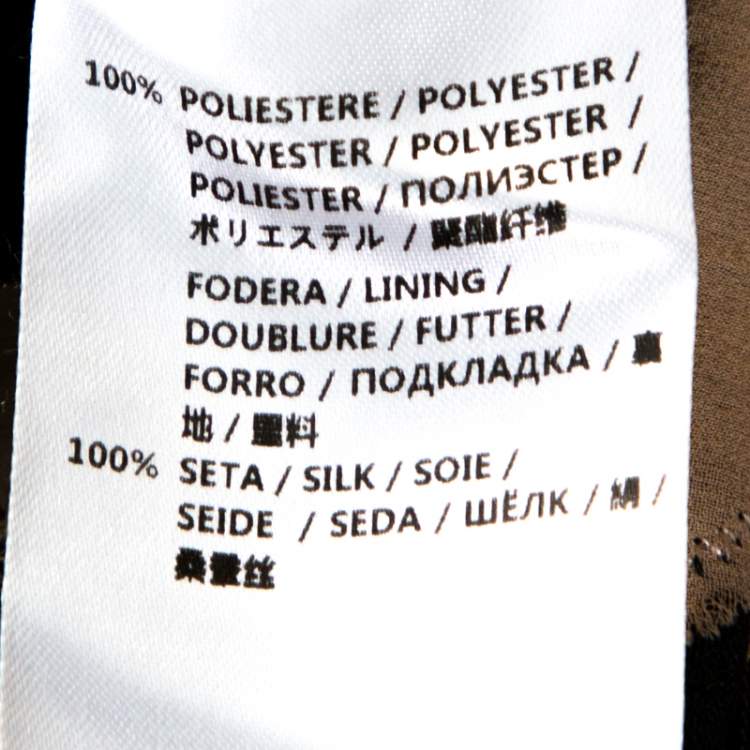 100% POLIESTERE / POLYESTER /
POLYESTER / POLYESTER /
POLIESTER / ПОЛИЭСТЕР /
ポリエステル / 聚酯纤维
FODERA / LINING /
DOUBLURE / FUTTER /
FORRO / ПОДКЛАДКА / 裏
地 / 里料
100% SETA / SILK / SOIE /
SEIDE / SEDA / ШЁЛК / 絹 /
桑蚕丝